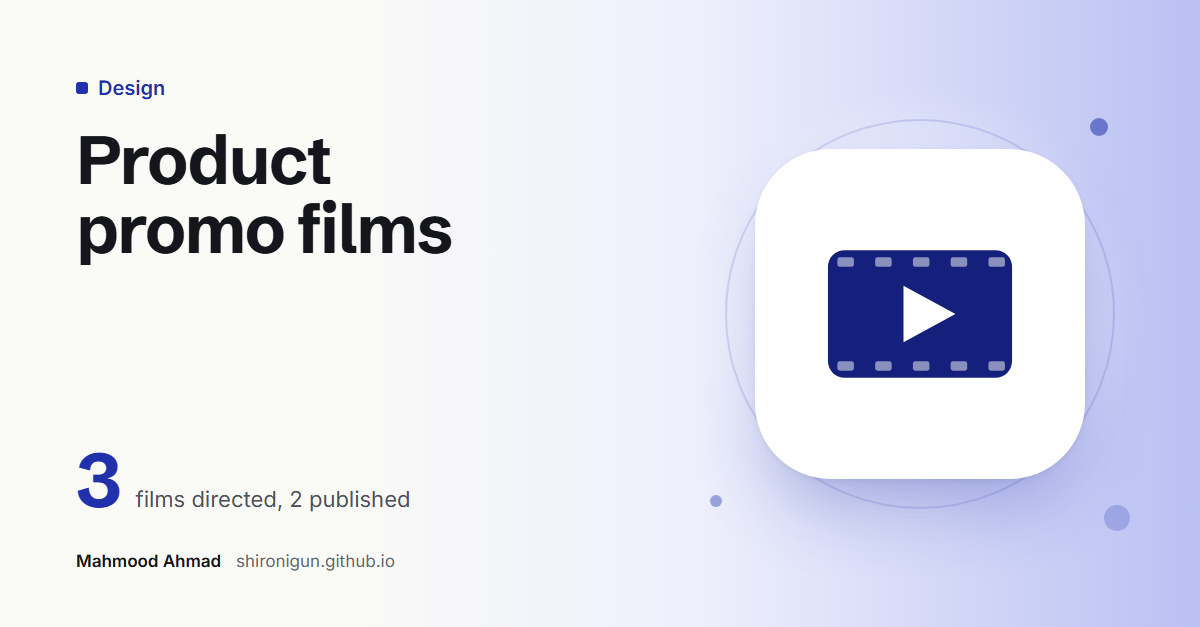 Design
Product
promo films
3 films directed, 2 published
Mahmood Ahmad shironigun.github.io